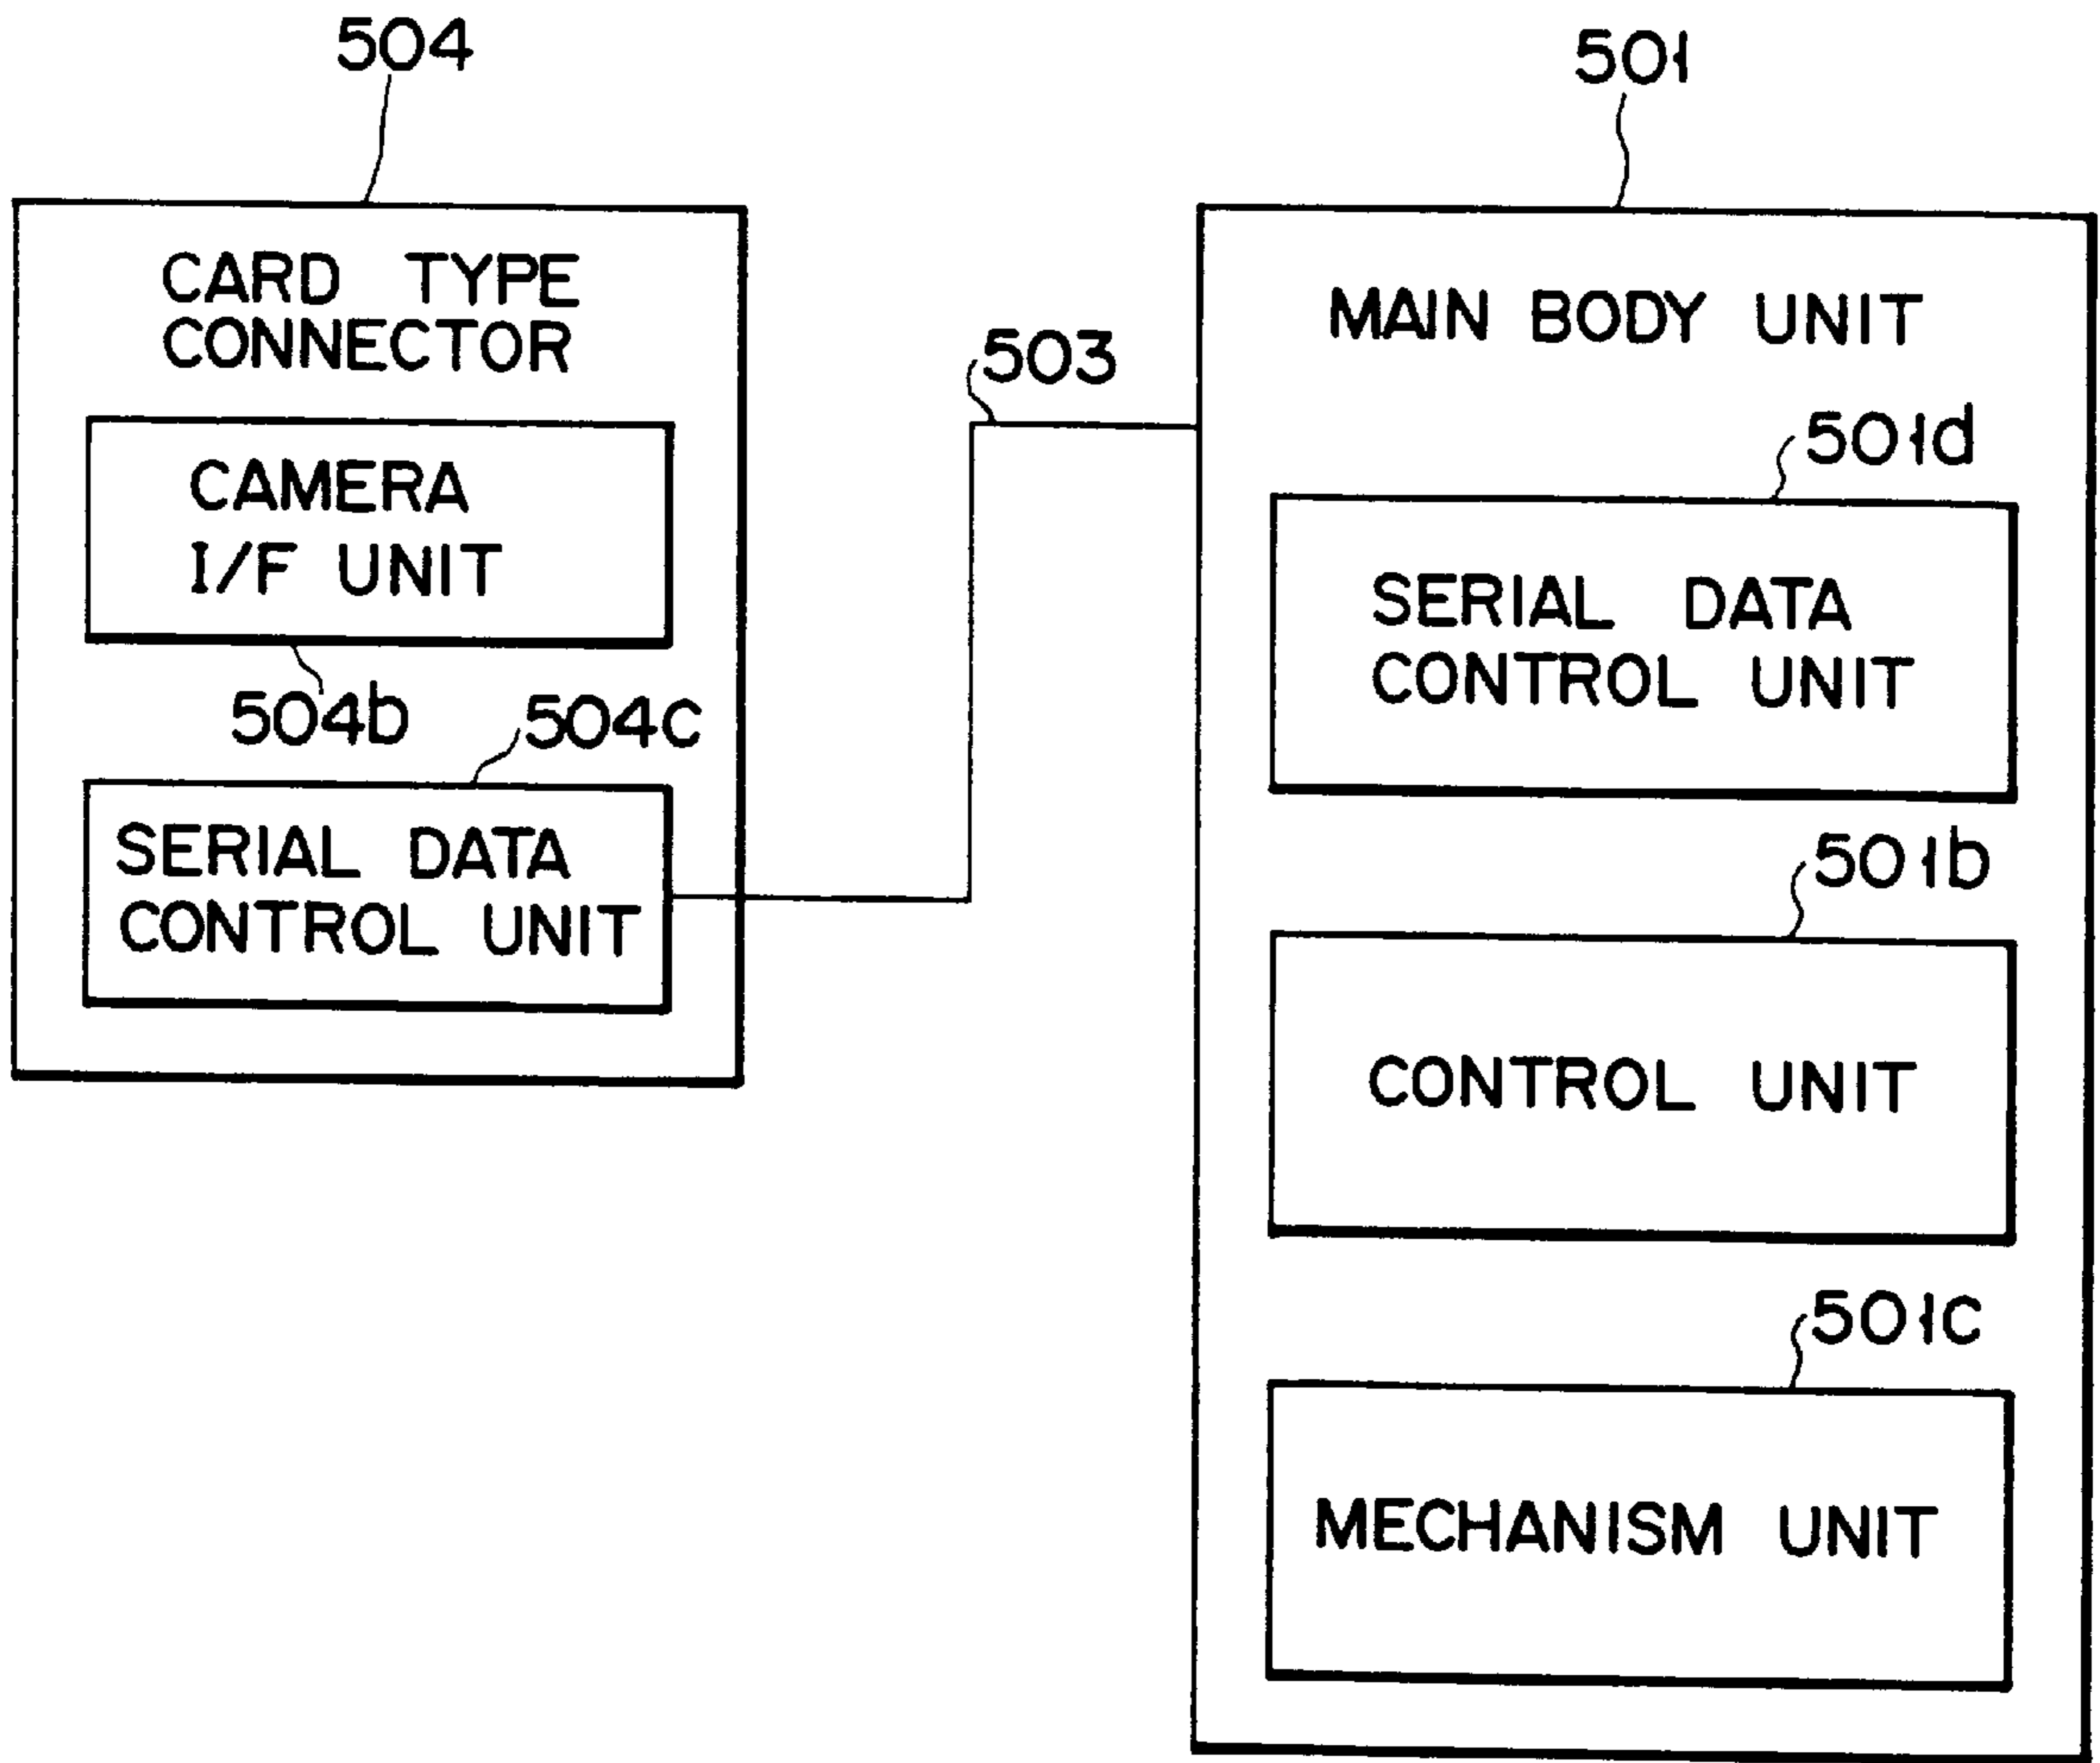 504
501
CARD TYPE
CONNECTOR
CAMERA
I/F UNIT
504b
504c
SERIAL DATA
CONTROL UNIT
503
MAIN BODY UNIT
501d
SERIAL DATA
CONTROL UNIT
501b
CONTROL UNIT
501c
MECHANISM UNIT